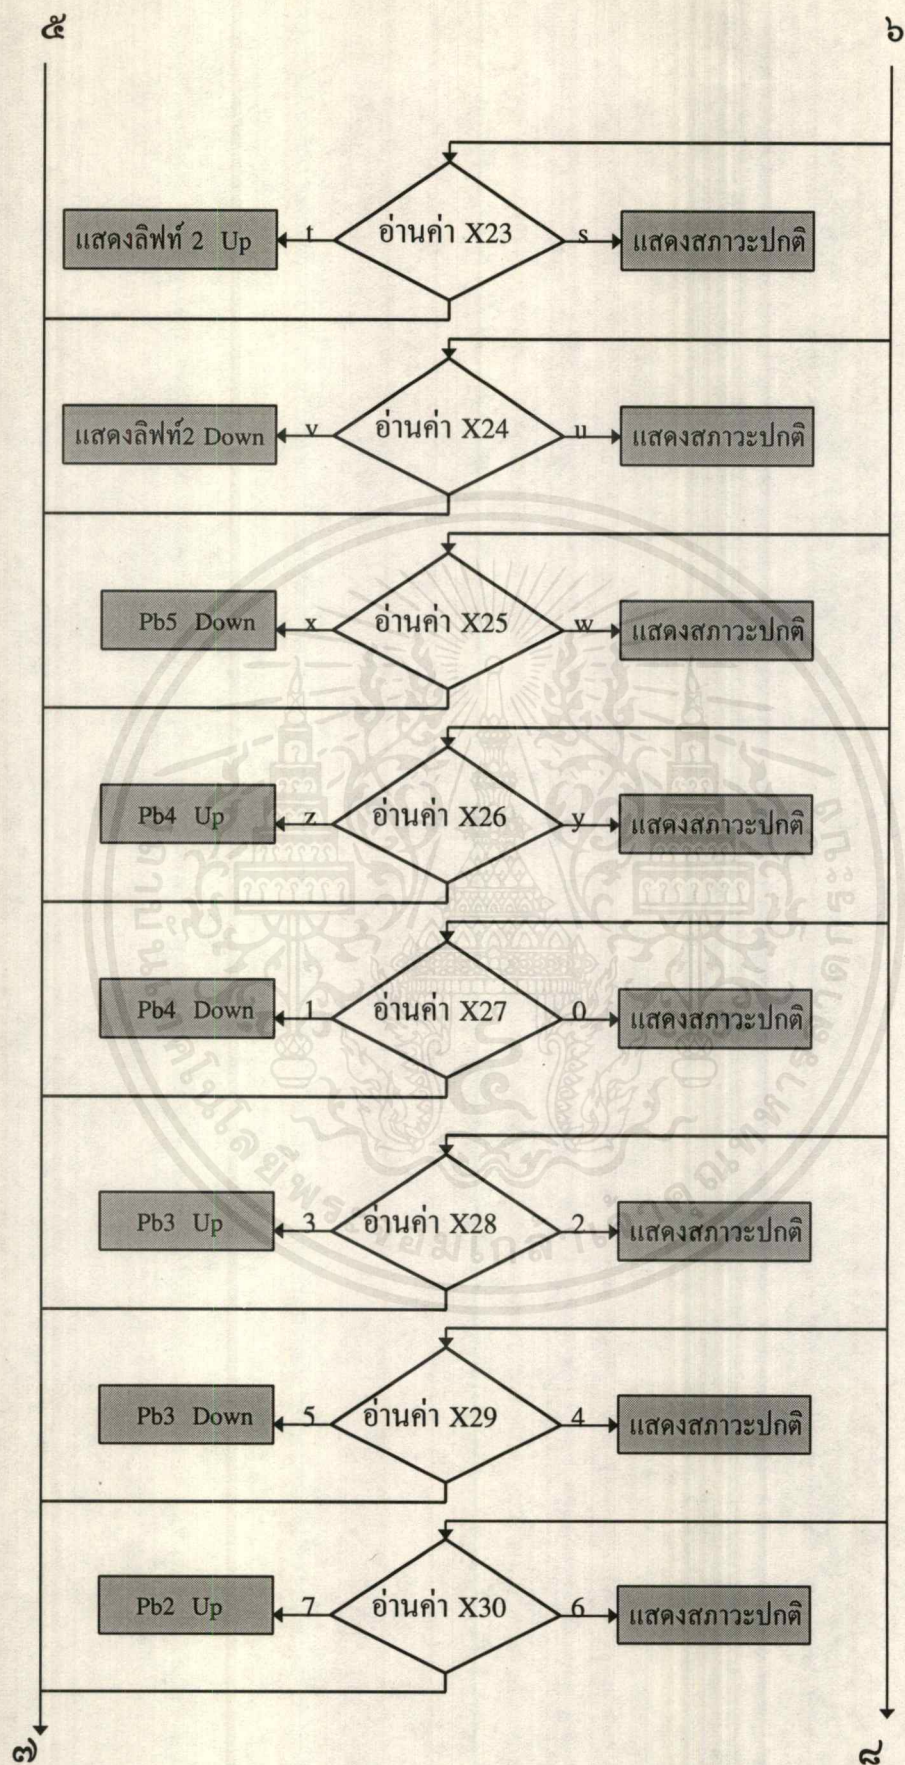 ๕ ๖
แสดงลิฟท์ 2 Up t อ่านค่า X23 s แสดงสภาวะปกติ
แสดงลิฟท์2 Down v อ่านค่า X24 u แสดงสภาวะปกติ
Pb5 Down x อ่านค่า X25 w แสดงสภาวะปกติ
Pb4 Up z อ่านค่า X26 y แสดงสภาวะปกติ
Pb4 Down 1 อ่านค่า X27 0 แสดงสภาวะปกติ
Pb3 Up 3 อ่านค่า X28 2 แสดงสภาวะปกติ
Pb3 Down 5 อ่านค่า X29 4 แสดงสภาวะปกติ
Pb2 Up 7 อ่านค่า X30 6 แสดงสภาวะปกติ
๗ ๘